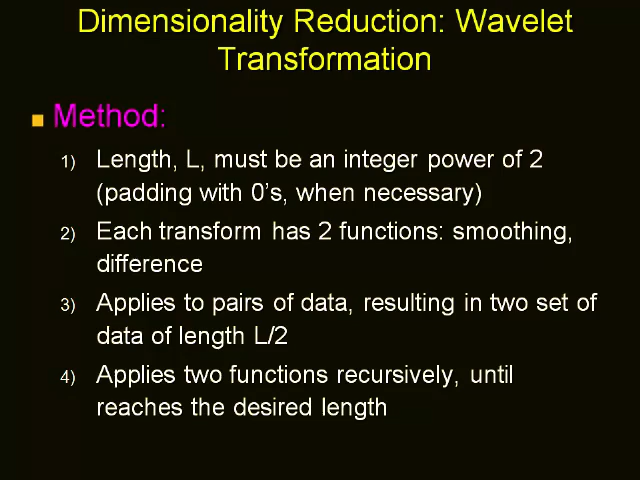 Dimensionality Reduction: Wavelet
Transformation
Method:
1) Length, L, must be an integer power of 2
(padding with 0's, when necessary)
2) Each transform has 2 functions: smoothing,
difference
3) Applies to pairs of data, resulting in two set of
data of length L/2
4) Applies two functions recursively, until
reaches the desired length